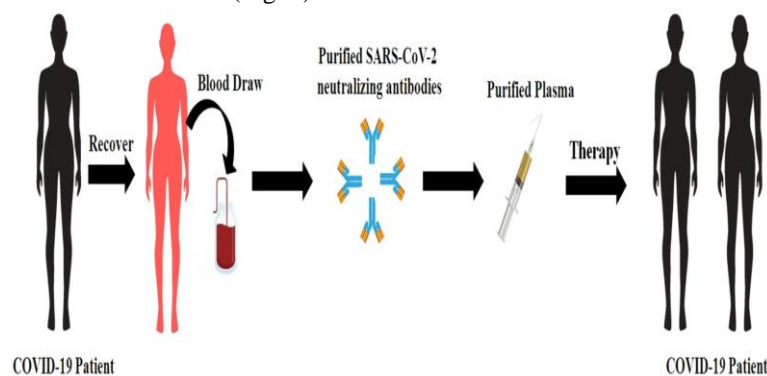 Blood Draw
Purified SARS-CoV-2
neutralizing antibodies
Purified Plasma
Recover
Therapy
COVID-19 Patient
COVID-19 Patient